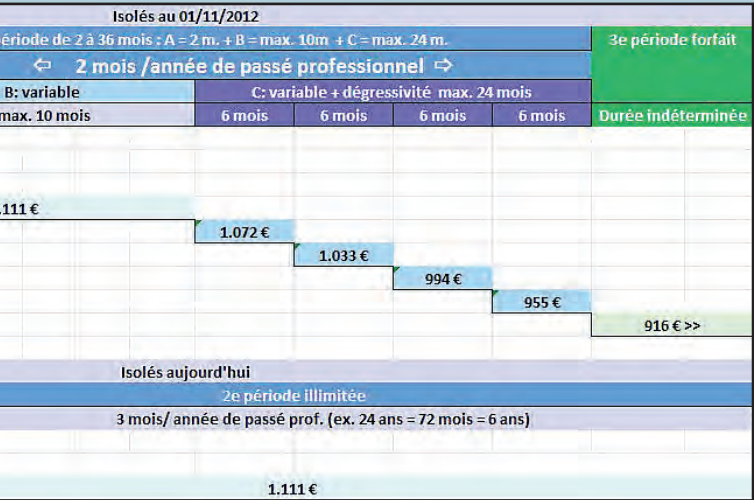 Isolés au 01/11/2012
ériode de 2 à 36 mois : A = 2 m. + B = max. 10m + C = max. 24 m.
3e période forfait
⇦ 2 mois /année de passé professionnel ⇨
B: variable
C: variable + dégressivité max. 24 mois
max. 10 mois
6 mois
6 mois
6 mois
6 mois
Durée indéterminée
.111 €
1.072 €
1.033 €
994 €
955 €
916 € >>
Isolés aujourd'hui
2e période illimitée
3 mois/ année de passé prof. (ex. 24 ans = 72 mois = 6 ans)
1.111 €